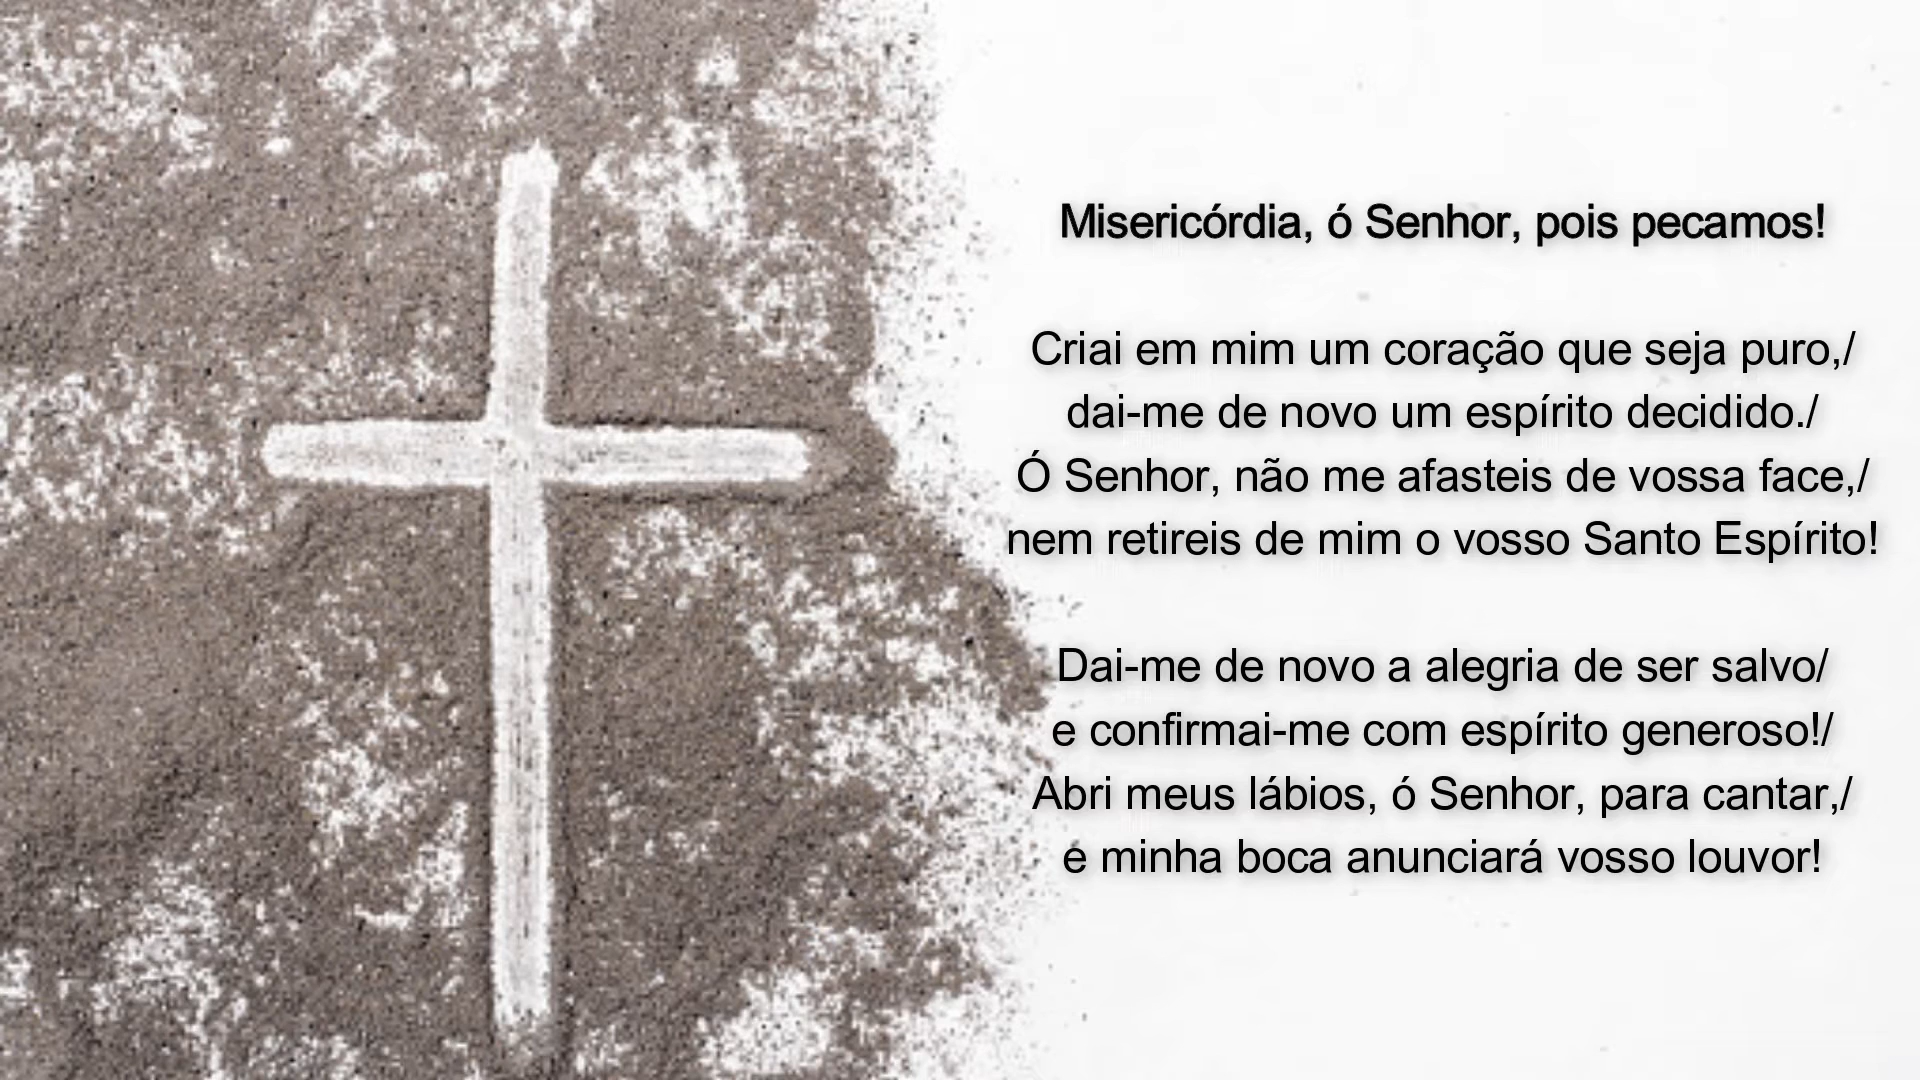 Misericórdia, ó Senhor, pois pecamos!
Criai em mim um coração que seja puro,/
dai-me de novo um espírito decidido./
Ó Senhor, não me afasteis de vossa face,/
nem retireis de mim o vosso Santo Espírito!
Dai-me de novo a alegria de ser salvo/
e confirmai-me com espírito generoso!/
Abri meus lábios, ó Senhor, para cantar,/
e minha boca anunciará vosso louvor!